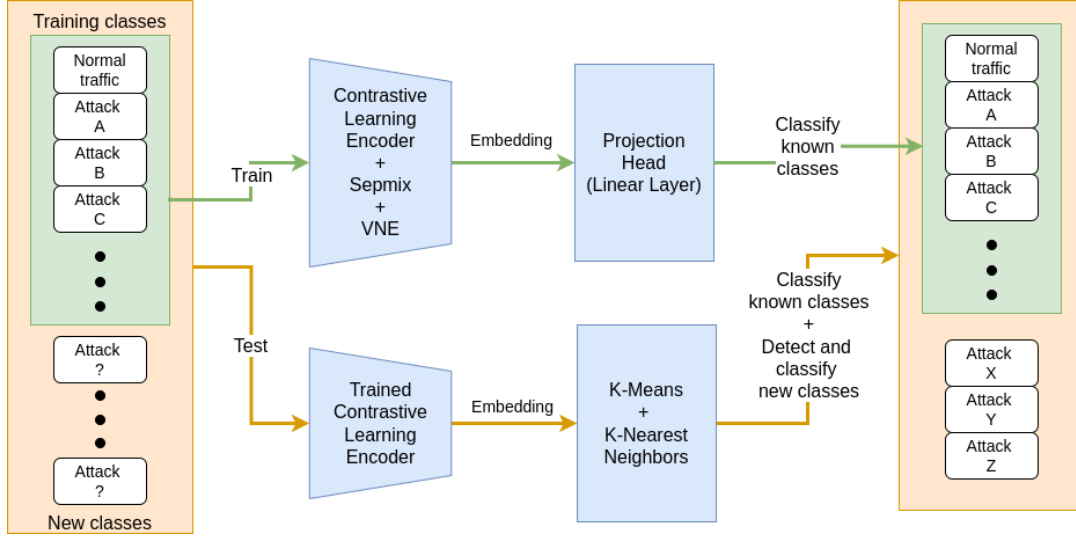 Training classes
Normal
traffic
Attack
A
Attack
B
Attack
C
Attack
?
Attack
?
New classes
Train
Test
Contrastive
Learning
Encoder
+
Sepmix
+
VNE
Embedding
Projection
Head
(Linear Layer)
Classify
known
classes
Trained
Contrastive
Learning
Encoder
Embedding
K-Means
+
K-Nearest
Neighbors
Classify
known classes
+
Detect and
classify
new classes
Normal
traffic
Attack
A
Attack
B
Attack
C
Attack
X
Attack
Y
Attack
Z